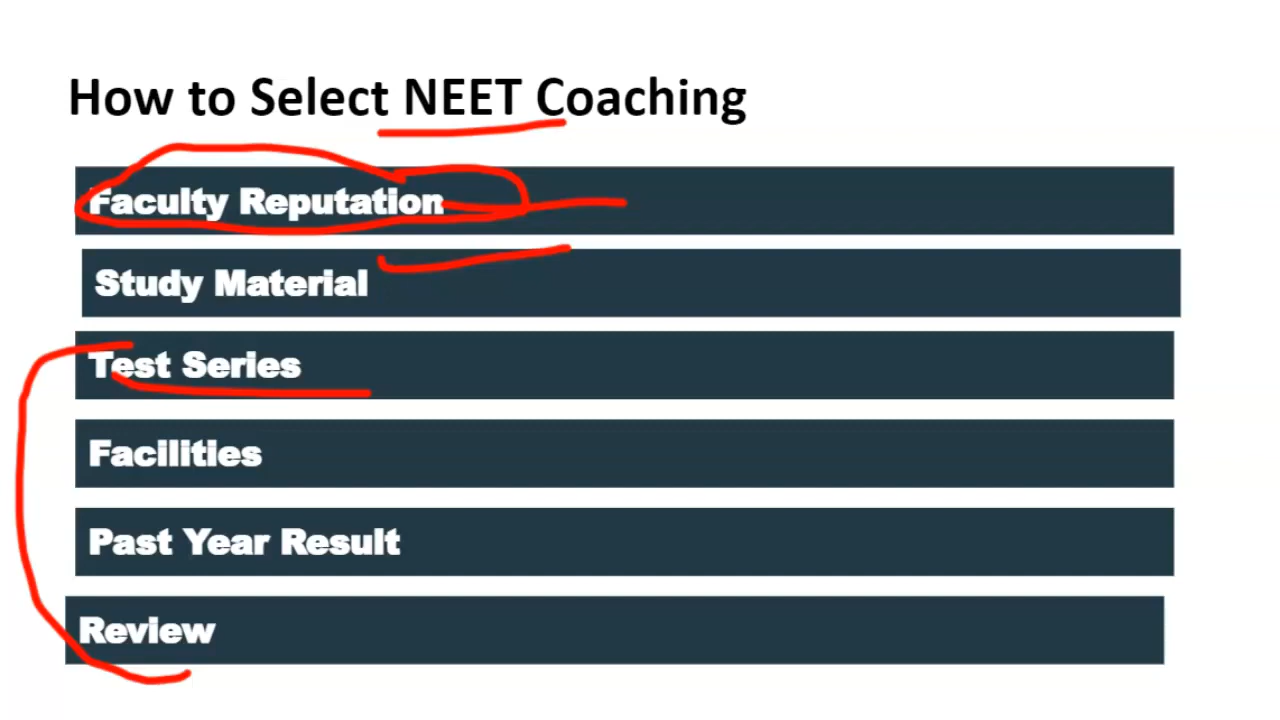 How to Select NEET Coaching
Faculty Reputation
Study Material
Test Series
Facilities
Past Year Result
Review